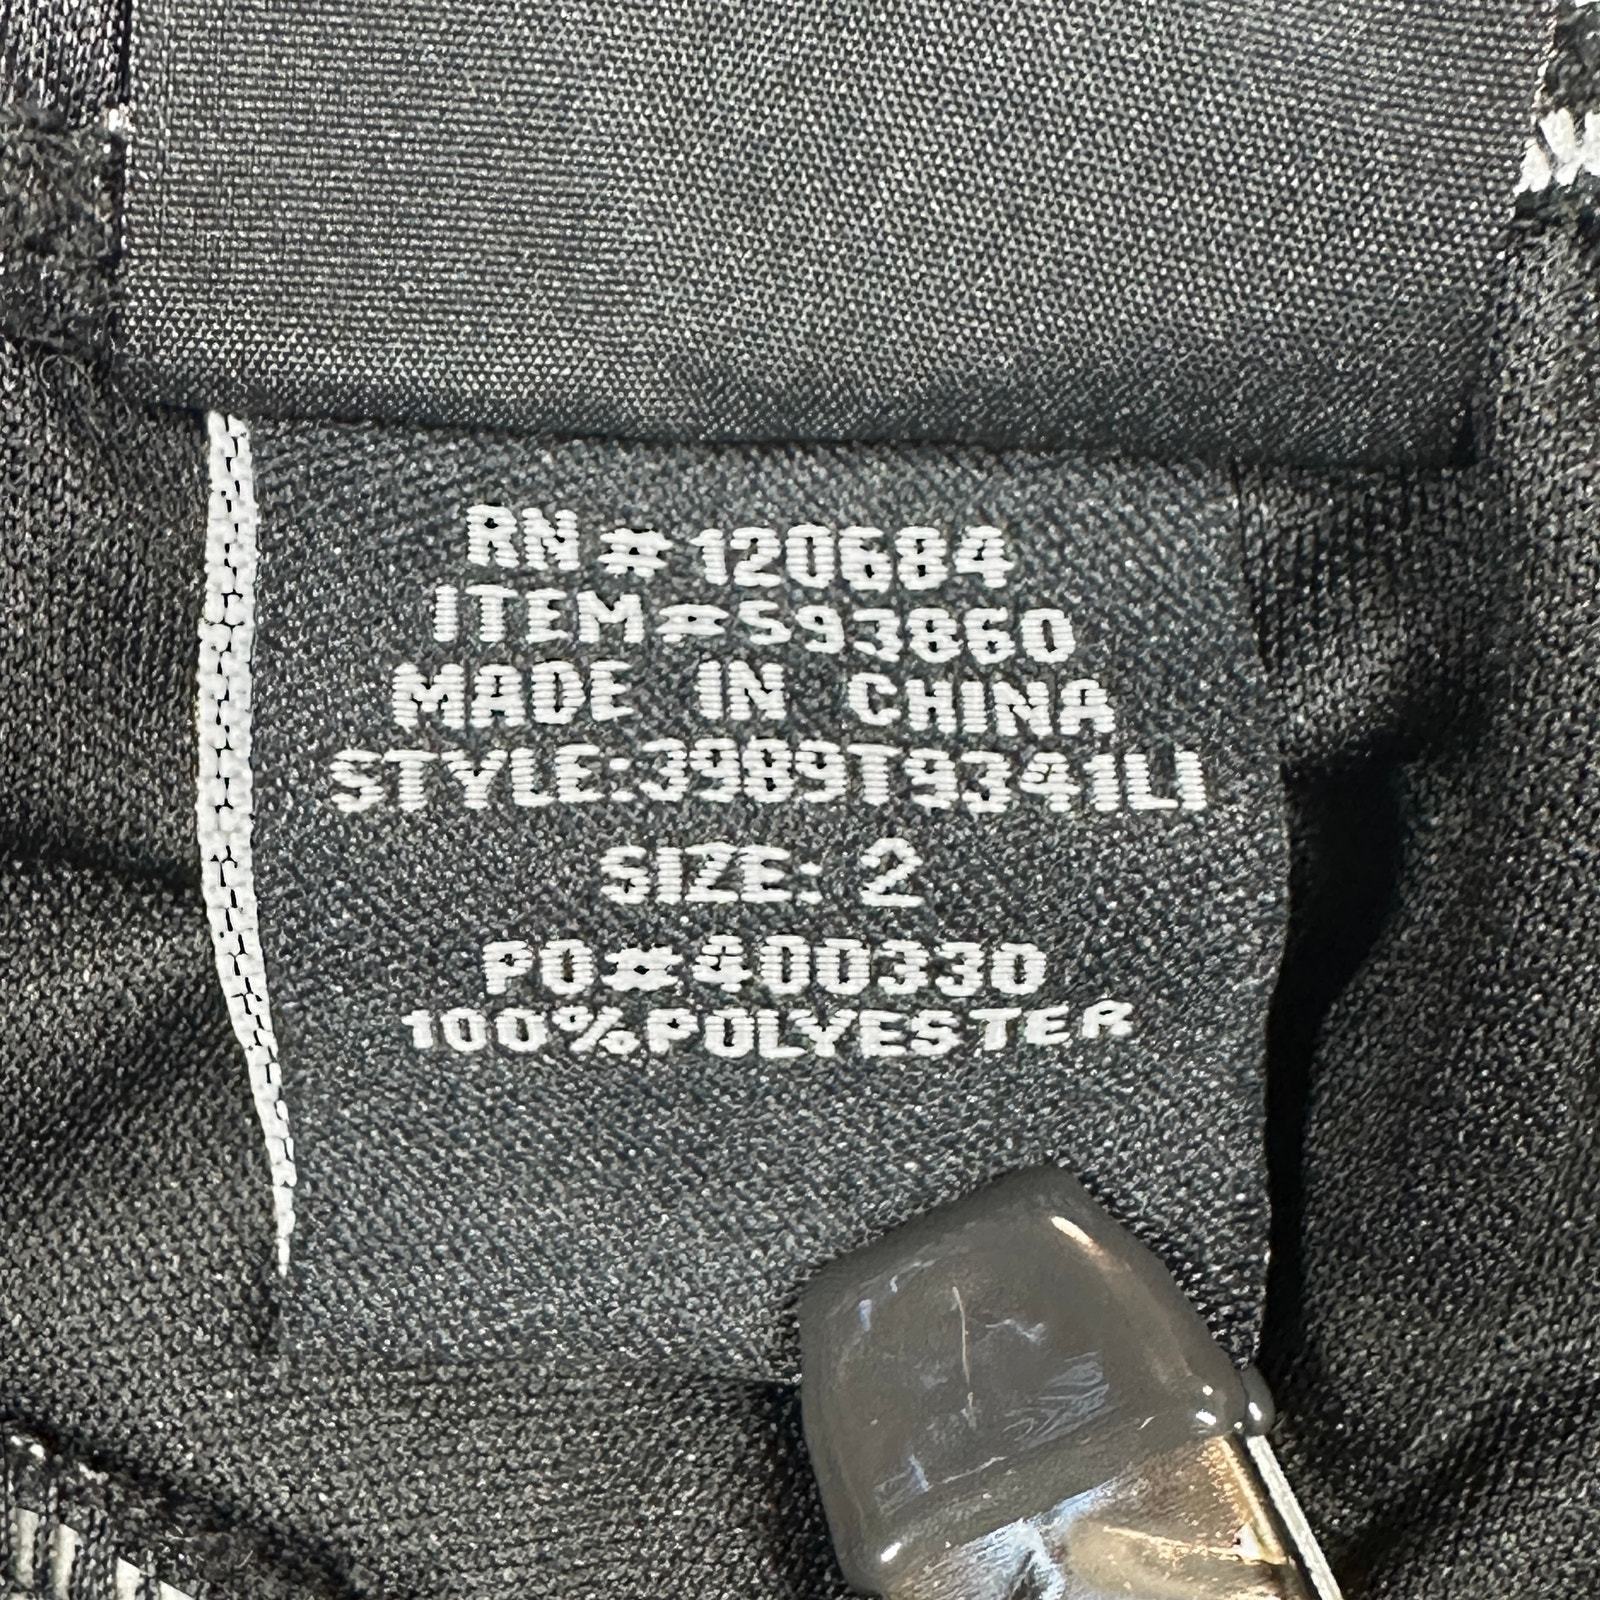 RN#120684
ITEM#593860
MADE IN CHINA
STYLE:3989T9341LI
SIZE: 2
PO#400330
100%POLYESTER